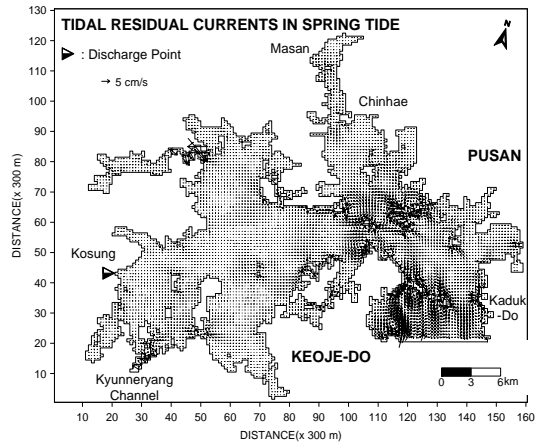 TIDAL RESIDUAL CURRENTS IN SPRING TIDE
: Discharge Point
→ 5 cm/s
N
Masan
Chinhae
PUSAN
Kosung
Kaduk
-Do
KEOJE-DO
Kyunneryang
Channel
0 3 6km
130
120
110
100
90
80
70
60
50
40
30
20
10
DISTANCE(x 300 m)
10 20 30 40 50 60 70 80 90 100 110 120 130 140 150 160
DISTANCE(x 300 m)